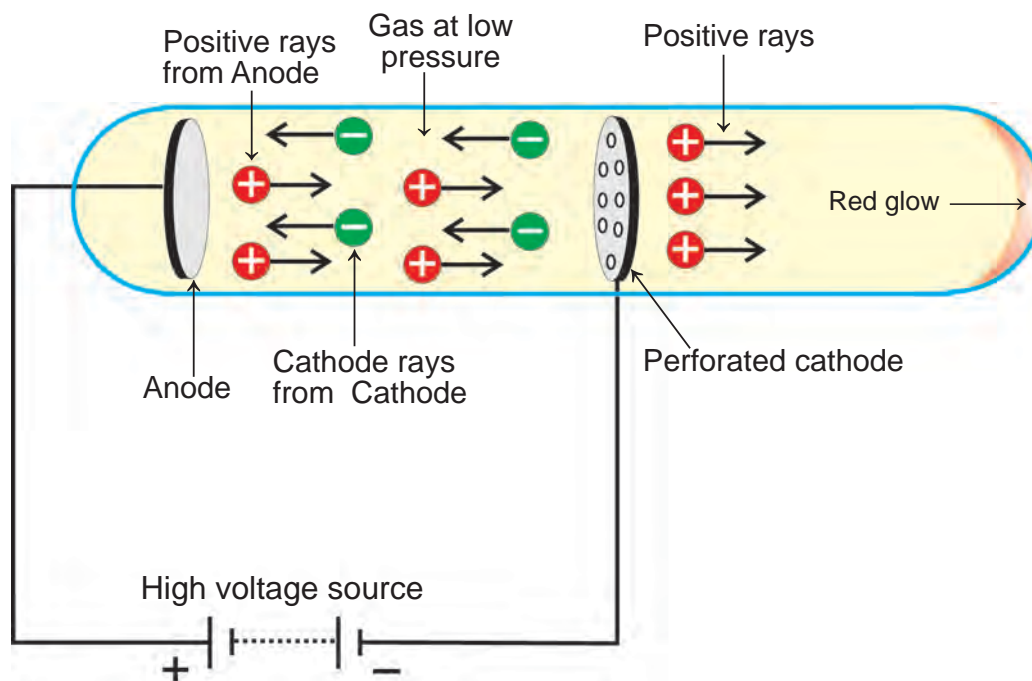 Positive rays
from Anode
Gas at low
pressure
Positive rays
Red glow
Anode
Cathode rays
from Cathode
Perforated cathode
High voltage source
+
−